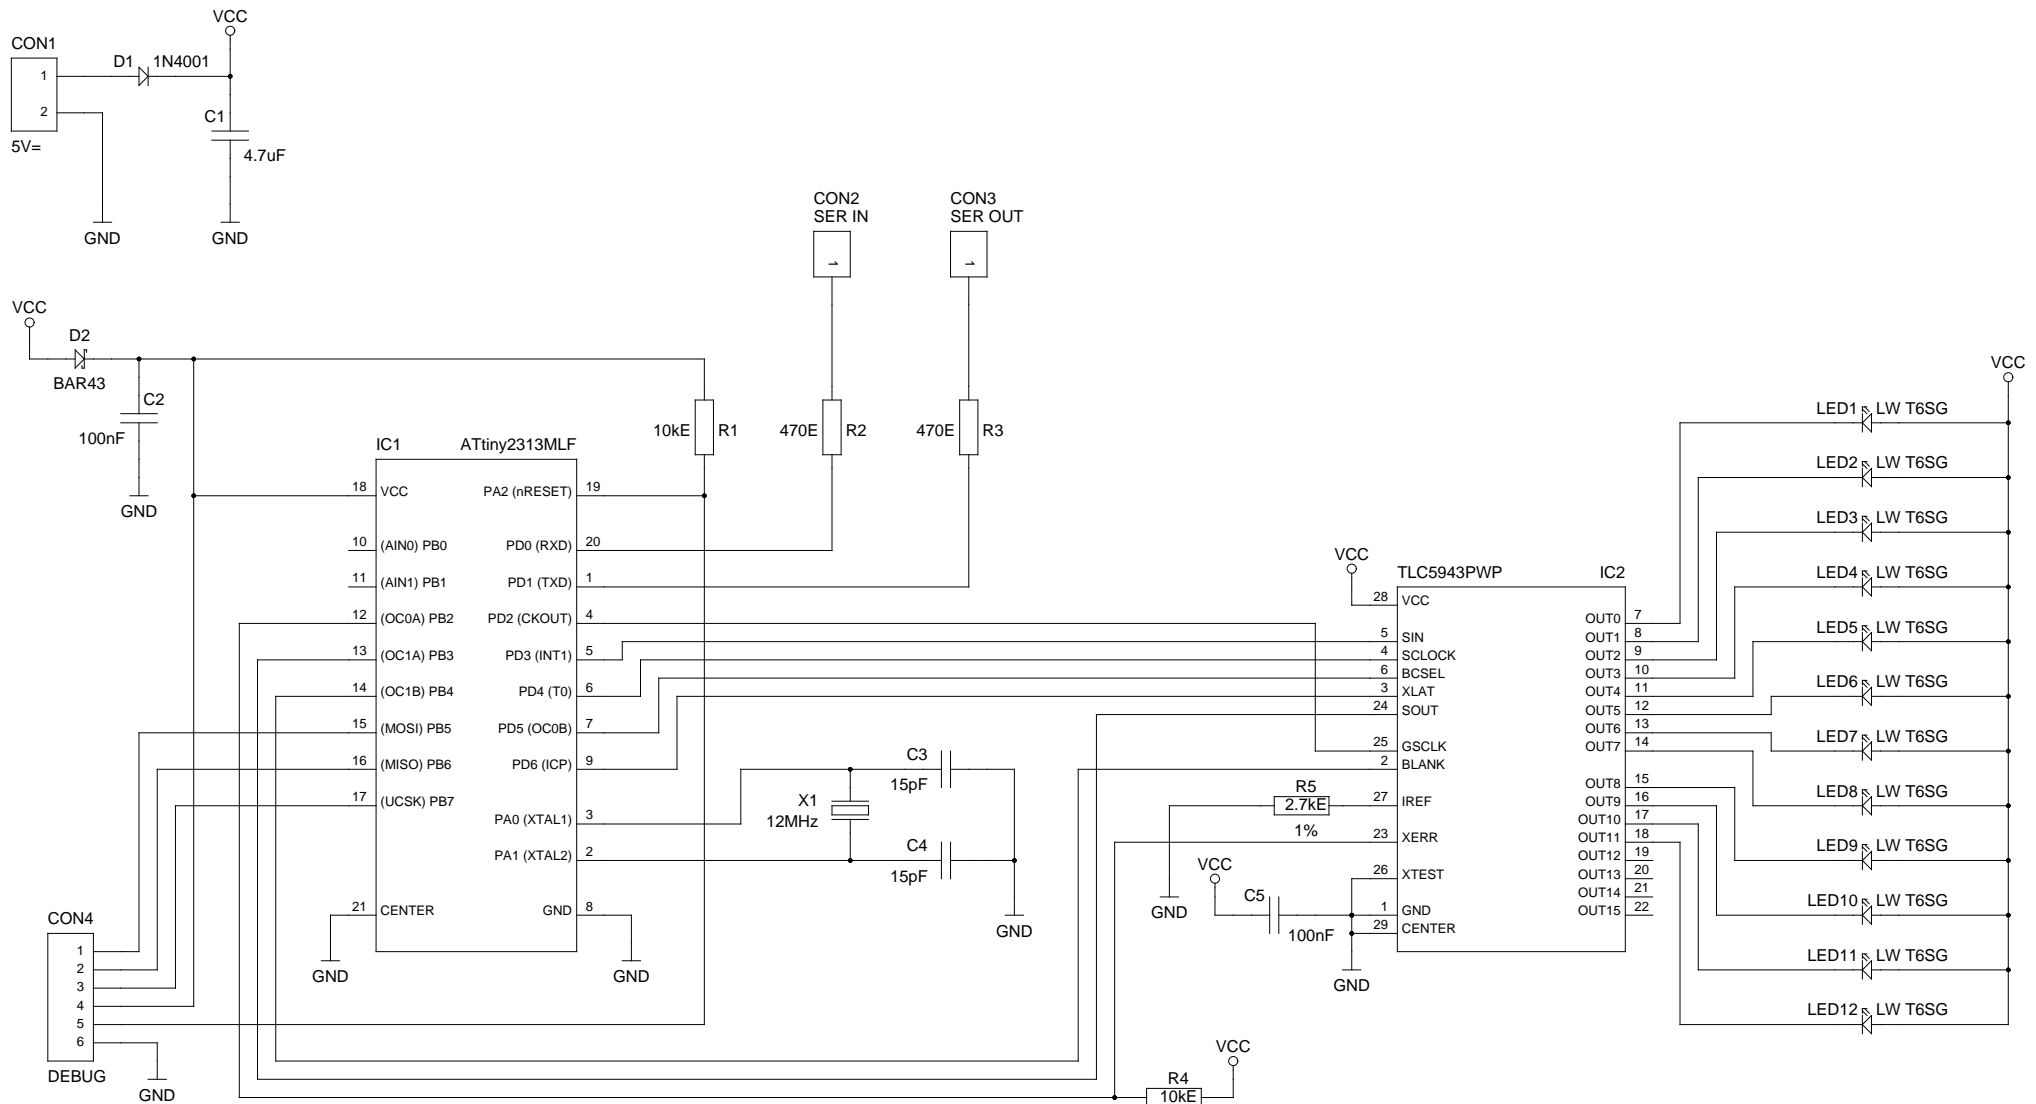 VCC
CON1
D1 1N4001
1
2
C1
5V=
4.7uF
GND
GND
CON2
SER IN
1
CON3
SER OUT
1
VCC
D2
BAR43
C2
100nF
GND
10kE R1
470E R2
470E R3
IC1 ATtiny2313MLF
18 VCC
PA2 (nRESET) 19
10 (AIN0) PB0
PD0 (RXD) 20
11 (AIN1) PB1
PD1 (TXD) 1
12 (OC0A) PB2
PD2 (CKOUT) 4
13 (OC1A) PB3
PD3 (INT1) 5
14 (OC1B) PB4
PD4 (T0) 6
15 (MOSI) PB5
PD5 (OC0B) 7
16 (MISO) PB6
PD6 (ICP) 9
17 (UCSK) PB7
PA0 (XTAL1) 3
PA1 (XTAL2) 2
21 CENTER
GND 8
GND
GND
C3
15pF
X1
12MHz
C4
15pF
GND
CON4
1
2
3
4
5
6
DEBUG
GND
VCC
TLC5943PWP IC2
28 VCC
5 SIN
4 SCLOCK
6 BCSEL
3 XLAT
24 SOUT
25 GSCLK
2 BLANK
27 IREF
23 XERR
26 XTEST
1 GND
29 CENTER
OUT0 7
OUT1 8
OUT2 9
OUT3 10
OUT4 11
OUT5 12
OUT6 13
OUT7 14
OUT8 15
OUT9 16
OUT10 17
OUT11 18
OUT12 19
OUT13 20
OUT14 21
OUT15 22
R5
2.7kE
1%
GND
VCC
C5
100nF
GND
VCC
R4
10kE
VCC
LED1 LW T6SG
LED2 LW T6SG
LED3 LW T6SG
LED4 LW T6SG
LED5 LW T6SG
LED6 LW T6SG
LED7 LW T6SG
LED8 LW T6SG
LED9 LW T6SG
LED10 LW T6SG
LED11 LW T6SG
LED12 LW T6SG